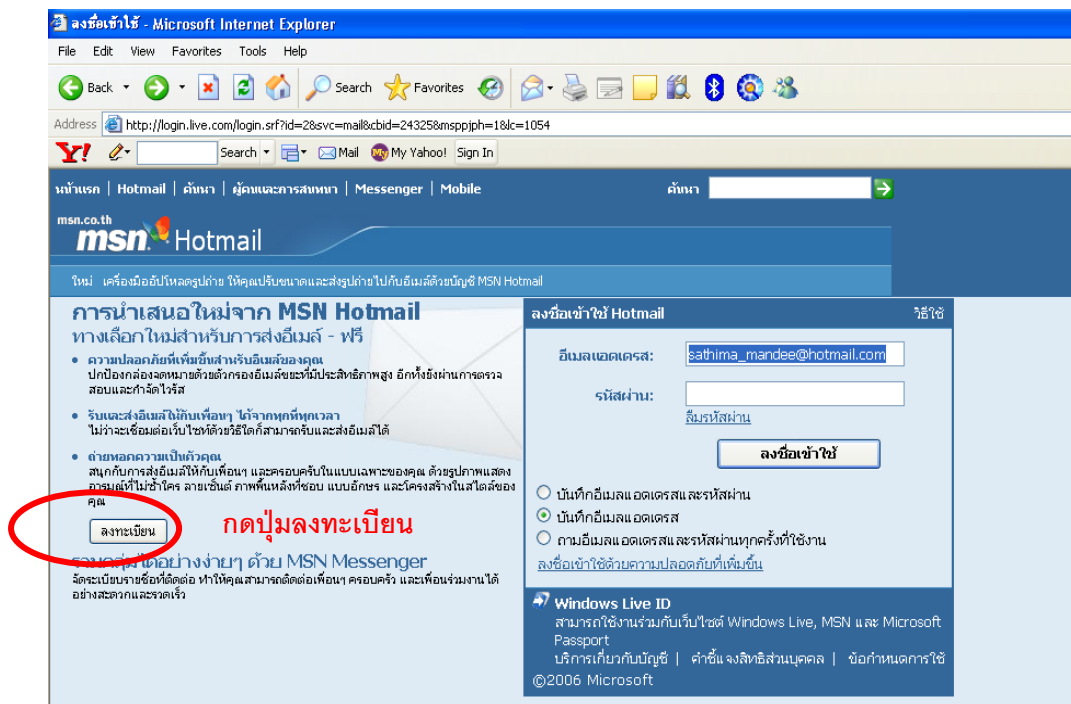 ลงชื่อเข้าใช้ - Microsoft Internet Explorer
File Edit View Favorites Tools Help
Back Search Favorites
Address http://login.live.com/login.srf?id=2&svc=mail&cbid=24325&msppjph=1&lc=1054
Y! Search Mail My My Yahoo! Sign In
หน้าแรก | Hotmail | ค้นหา | ผู้คนและการสนทนา | Messenger | Mobile ค้นหา
msn.co.th
msn Hotmail
ใหม่ เครื่องมืออัปโหลดรูปถ่าย ให้คุณปรับขนาดและส่งรูปถ่ายไปกับอีเมล์ด้วยบัญชี MSN Hotmail
การนำเสนอใหม่จาก MSN Hotmail
ทางเลือกใหม่สำหรับการส่งอีเมล์ - ฟรี
• ความปลอดภัยที่เพิ่มขึ้นสำหรับอีเมล์ของคุณ
ปกป้องกล่องจดหมายด้วยตัวกรองอีเมล์ขยะที่มีประสิทธิภาพสูง อีกทั้งยังผ่านการตรวจ
สอบและกำจัดไวรัส
• รับและส่งอีเมล์ให้กับเพื่อนๆ ได้จากทุกที่ทุกเวลา
ไม่ว่าจะเชื่อมต่อเว็บไซท์ด้วยวิธีใดก็สามารถรับและส่งอีเมล์ได้
• ถ่ายทอดความเป็นตัวคุณ
สนุกกับการส่งอีเมล์ให้กับเพื่อนๆ และครอบครับในแบบเฉพาะของคุณ ด้วยรูปภาพแสดง
อารมณ์ที่ไม่ซ้ำใคร ลายเซ็นต์ ภาพพื้นหลังที่ชอบ แบบอักษร และโครงสร้างในสไตล์ของ
คุณ
ลงทะเบียน
กดปุ่มลงทะเบียน
รวมกลุ่มได้อย่างง่ายๆ ด้วย MSN Messenger
จัดระเบียบรายชื่อที่ติดต่อ ทำให้คุณสามารถติดต่อเพื่อนๆ ครอบครัว และเพื่อนร่วมงานได้
อย่างสะดวกและรวดเร็ว
ลงชื่อเข้าใช้ Hotmail วิธีใช้
อีเมลแอดเดรส: sathima_mandee@hotmail.com
รหัสผ่าน:
ลืมรหัสผ่าน
ลงชื่อเข้าใช้
บันทึกอีเมลแอดเดรสและรหัสผ่าน
บันทึกอีเมลแอดเดรส
ถามอีเมลแอดเดรสและรหัสผ่านทุกครั้งที่ใช้งาน
ลงชื่อเข้าใช้ด้วยความปลอดภัยที่เพิ่มขึ้น
Windows Live ID
สามารถใช้งานร่วมกับเว็บไซต์ Windows Live, MSN และ Microsoft
Passport
บริการเกี่ยวกับบัญชี | คำชี้แจงสิทธิส่วนบุคคล | ข้อกำหนดการใช้
©2006 Microsoft